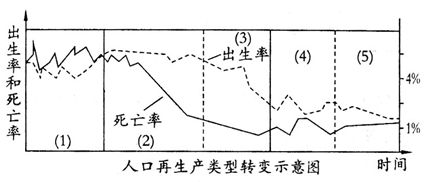 出生率和死亡率
(3)
出生率
(4)
(5)
4%
死亡率
(1)
(2)
1%
人口再生产类型转变示意图
时间